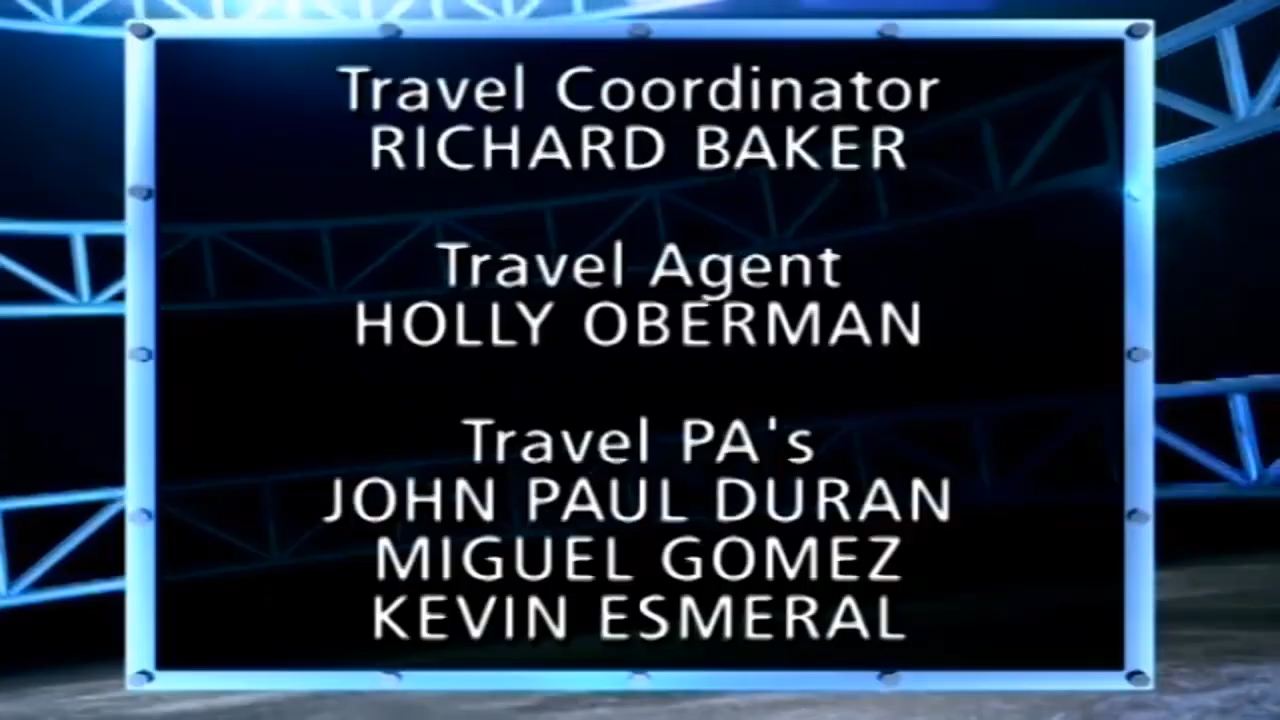 Travel Coordinator
RICHARD BAKER
Travel Agent
HOLLY OBERMAN
Travel PA's
JOHN PAUL DURAN
MIGUEL GOMEZ
KEVIN ESMERAL